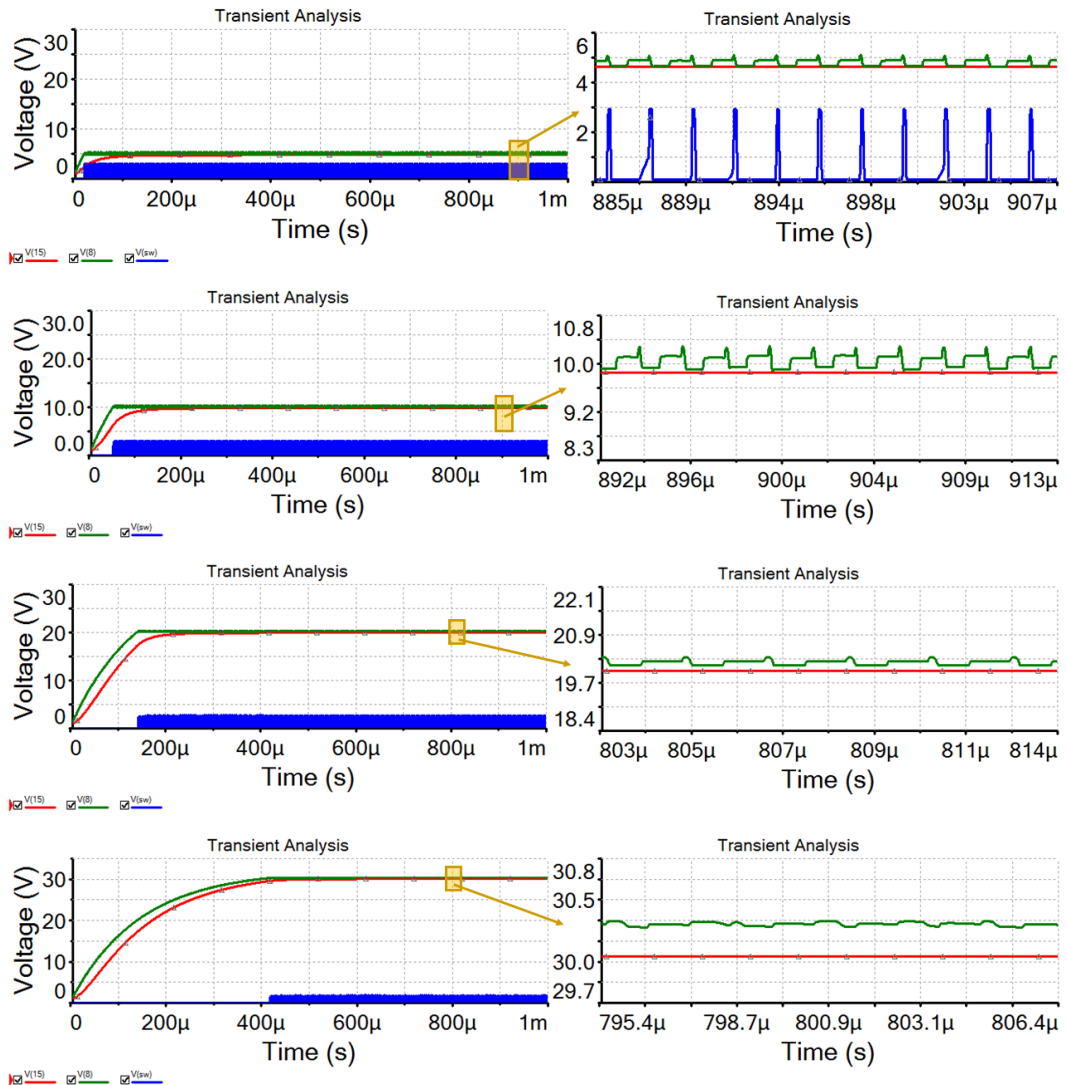 Transient Analysis
Voltage (V)
30
20
10
0
0 200µ 400µ 600µ 800µ 1m
Time (s)
V(15) V(8) V(sw)
Transient Analysis
6
4
2
885µ 889µ 894µ 898µ 903µ 907µ
Time (s)
Transient Analysis
Voltage (V)
30.0
20.0
10.0
0.0
0 200µ 400µ 600µ 800µ 1m
Time (s)
V(15) V(8) V(sw)
Transient Analysis
10.8
10.0
9.2
8.3
892µ 896µ 900µ 904µ 909µ 913µ
Time (s)
Transient Analysis
Voltage (V)
30
20
10
0
0 200µ 400µ 600µ 800µ 1m
Time (s)
V(15) V(8) V(sw)
Transient Analysis
22.1
20.9
19.7
18.4
803µ 805µ 807µ 809µ 811µ 814µ
Time (s)
Transient Analysis
Voltage (V)
30
20
10
0
0 200µ 400µ 600µ 800µ 1m
Time (s)
V(15) V(8) V(sw)
Transient Analysis
30.8
30.5
30.0
29.7
795.4µ 798.7µ 800.9µ 803.1µ 806.4µ
Time (s)